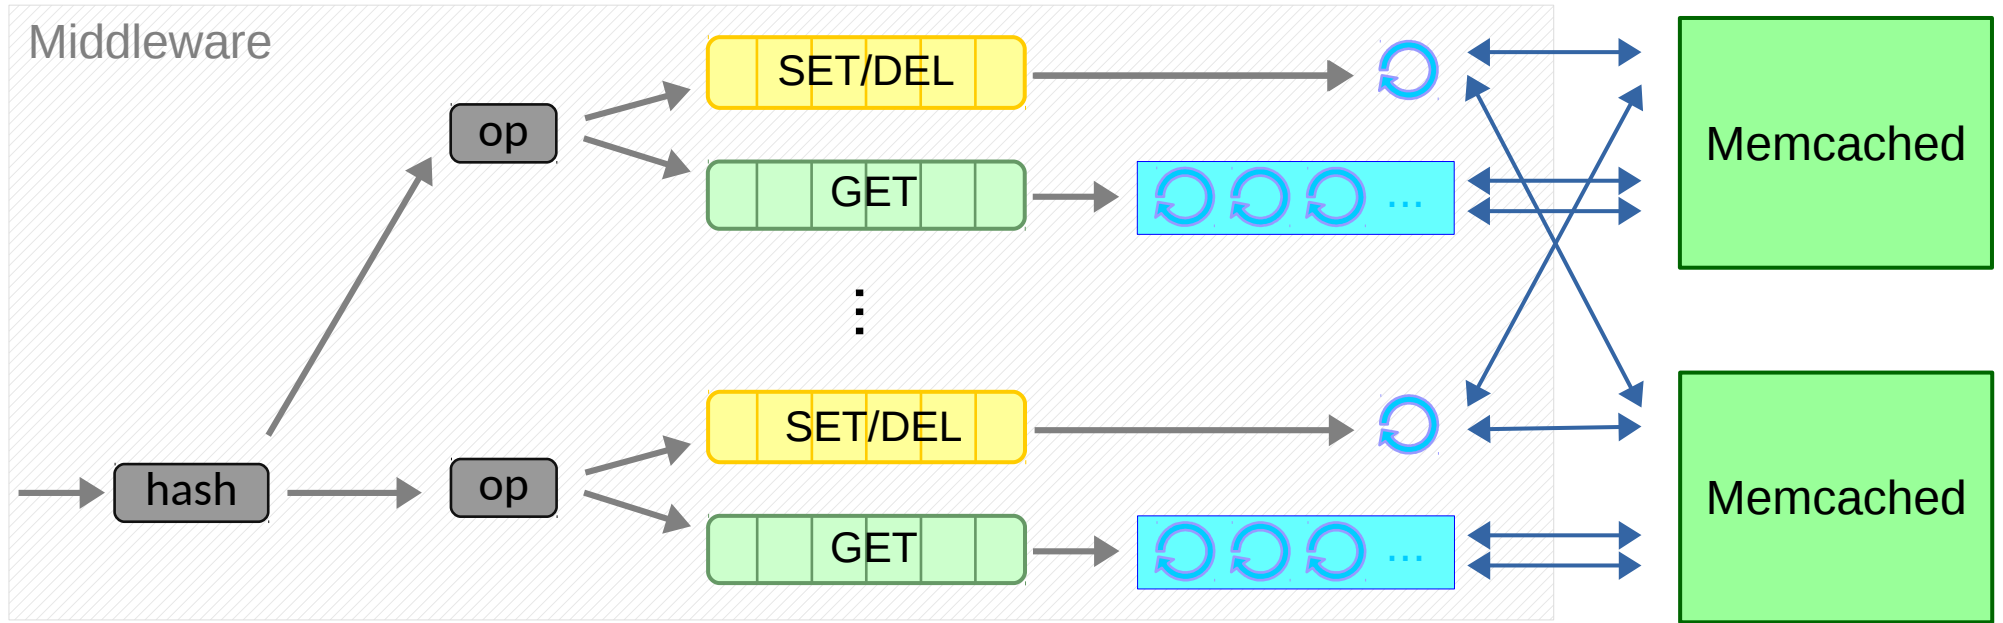 Middleware
SET/DEL
op
Memcached
GET
...
⋮
SET/DEL
hash
op
Memcached
GET
...